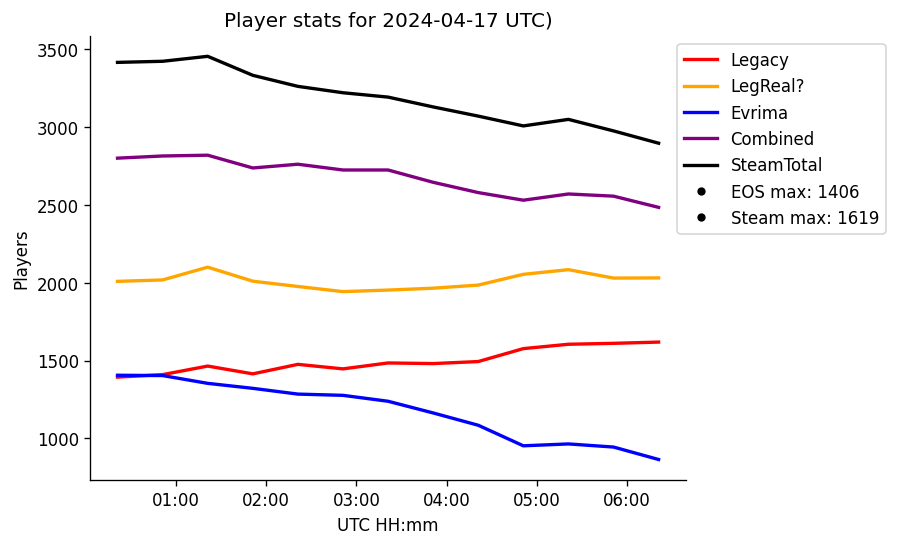 Player stats for 2024-04-17 UTC)
3500
3000
2500
2000
1500
1000
Players
01:00 02:00 03:00 04:00 05:00 06:00
UTC HH:mm
Legacy
LegReal?
Evrima
Combined
SteamTotal
EOS max: 1406
Steam max: 1619